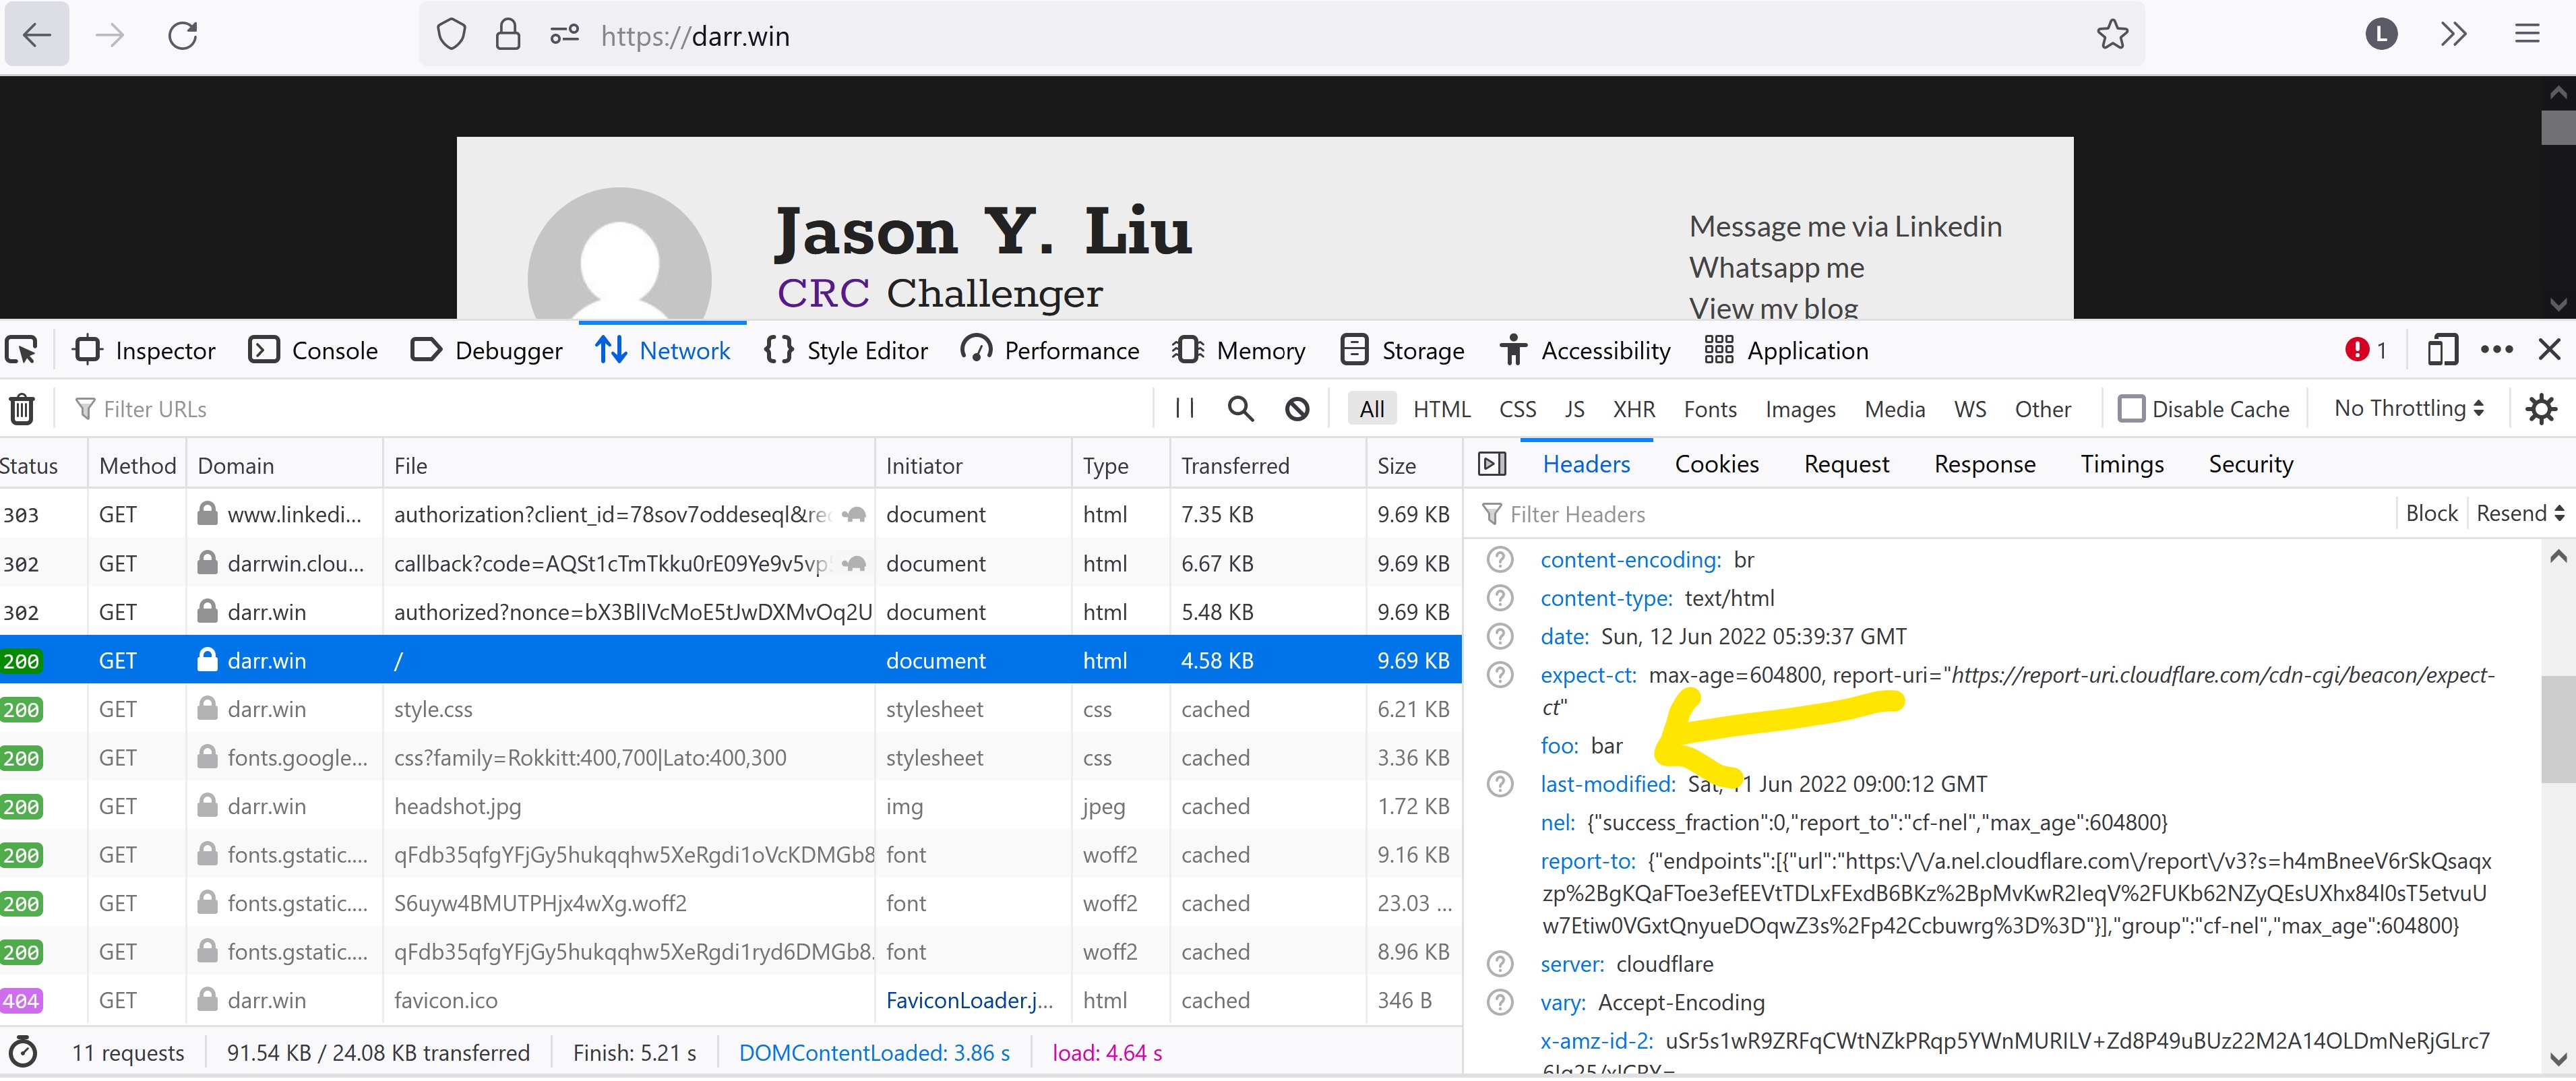 https://darr.win
L
Jason Y. Liu
CRC Challenger
Message me via Linkedin
Whatsapp me
View my blog
Inspector Console Debugger Network Style Editor Performance Memory Storage Accessibility Application 1
Filter URLs All HTML CSS JS XHR Fonts Images Media WS Other Disable Cache No Throttling
Status Method Domain File Initiator Type Transferred Size
303 GET www.linkedi... authorization?client_id=78sov7oddeseql&rec document html 7.35 KB 9.69 KB
302 GET darrwin.clou... callback?code=AQSt1cTmTkku0rE09Ye9v5vp document html 6.67 KB 9.69 KB
302 GET darr.win authorized?nonce=bX3BlIVcMoE5tJwDXMvOq2U document html 5.48 KB 9.69 KB
200 GET darr.win / document html 4.58 KB 9.69 KB
200 GET darr.win style.css stylesheet css cached 6.21 KB
200 GET fonts.google... css?family=Rokkitt:400,700|Lato:400,300 stylesheet css cached 3.36 KB
200 GET darr.win headshot.jpg img jpeg cached 1.72 KB
200 GET fonts.gstatic.... qFdb35qfgYFjGy5hukqqhw5XeRgdi1oVcKDMGb8 font woff2 cached 9.16 KB
200 GET fonts.gstatic.... S6uyw4BMUTPHjx4wXg.woff2 font woff2 cached 23.03 ...
200 GET fonts.gstatic.... qFdb35qfgYFjGy5hukqqhw5XeRgdi1ryd6DMGb8. font woff2 cached 8.96 KB
404 GET darr.win favicon.ico FaviconLoader.j... html cached 346 B
11 requests 91.54 KB / 24.08 KB transferred Finish: 5.21 s DOMContentLoaded: 3.86 s load: 4.64 s
Headers Cookies Request Response Timings Security
Filter Headers Block Resend
content-encoding: br
content-type: text/html
date: Sun, 12 Jun 2022 05:39:37 GMT
expect-ct: max-age=604800, report-uri="https://report-uri.cloudflare.com/cdn-cgi/beacon/expect-
ct"
foo: bar
last-modified: Sat, 11 Jun 2022 09:00:12 GMT
nel: {"success_fraction":0,"report_to":"cf-nel","max_age":604800}
report-to: {"endpoints":[{"url":"https:\/\/a.nel.cloudflare.com\/report\/v3?s=h4mBneeV6rSkQsaqx
zp%2BgKQaFToe3efEEVtTDLxFExdB6BKz%2BpMvKwR2IeqV%2FUKb62NZyQEsUXhx84l0sT5etvuU
w7Etiw0VGxtQnyueDOqwZ3s%2Fp42Ccbuwrg%3D%3D"}],"group":"cf-nel","max_age":604800}
server: cloudflare
vary: Accept-Encoding
x-amz-id-2: uSr5s1wR9ZRFqCWtNZkPRqp5YWnMURILV+Zd8P49uBUz22M2A14OLDmNeRjGLrc7